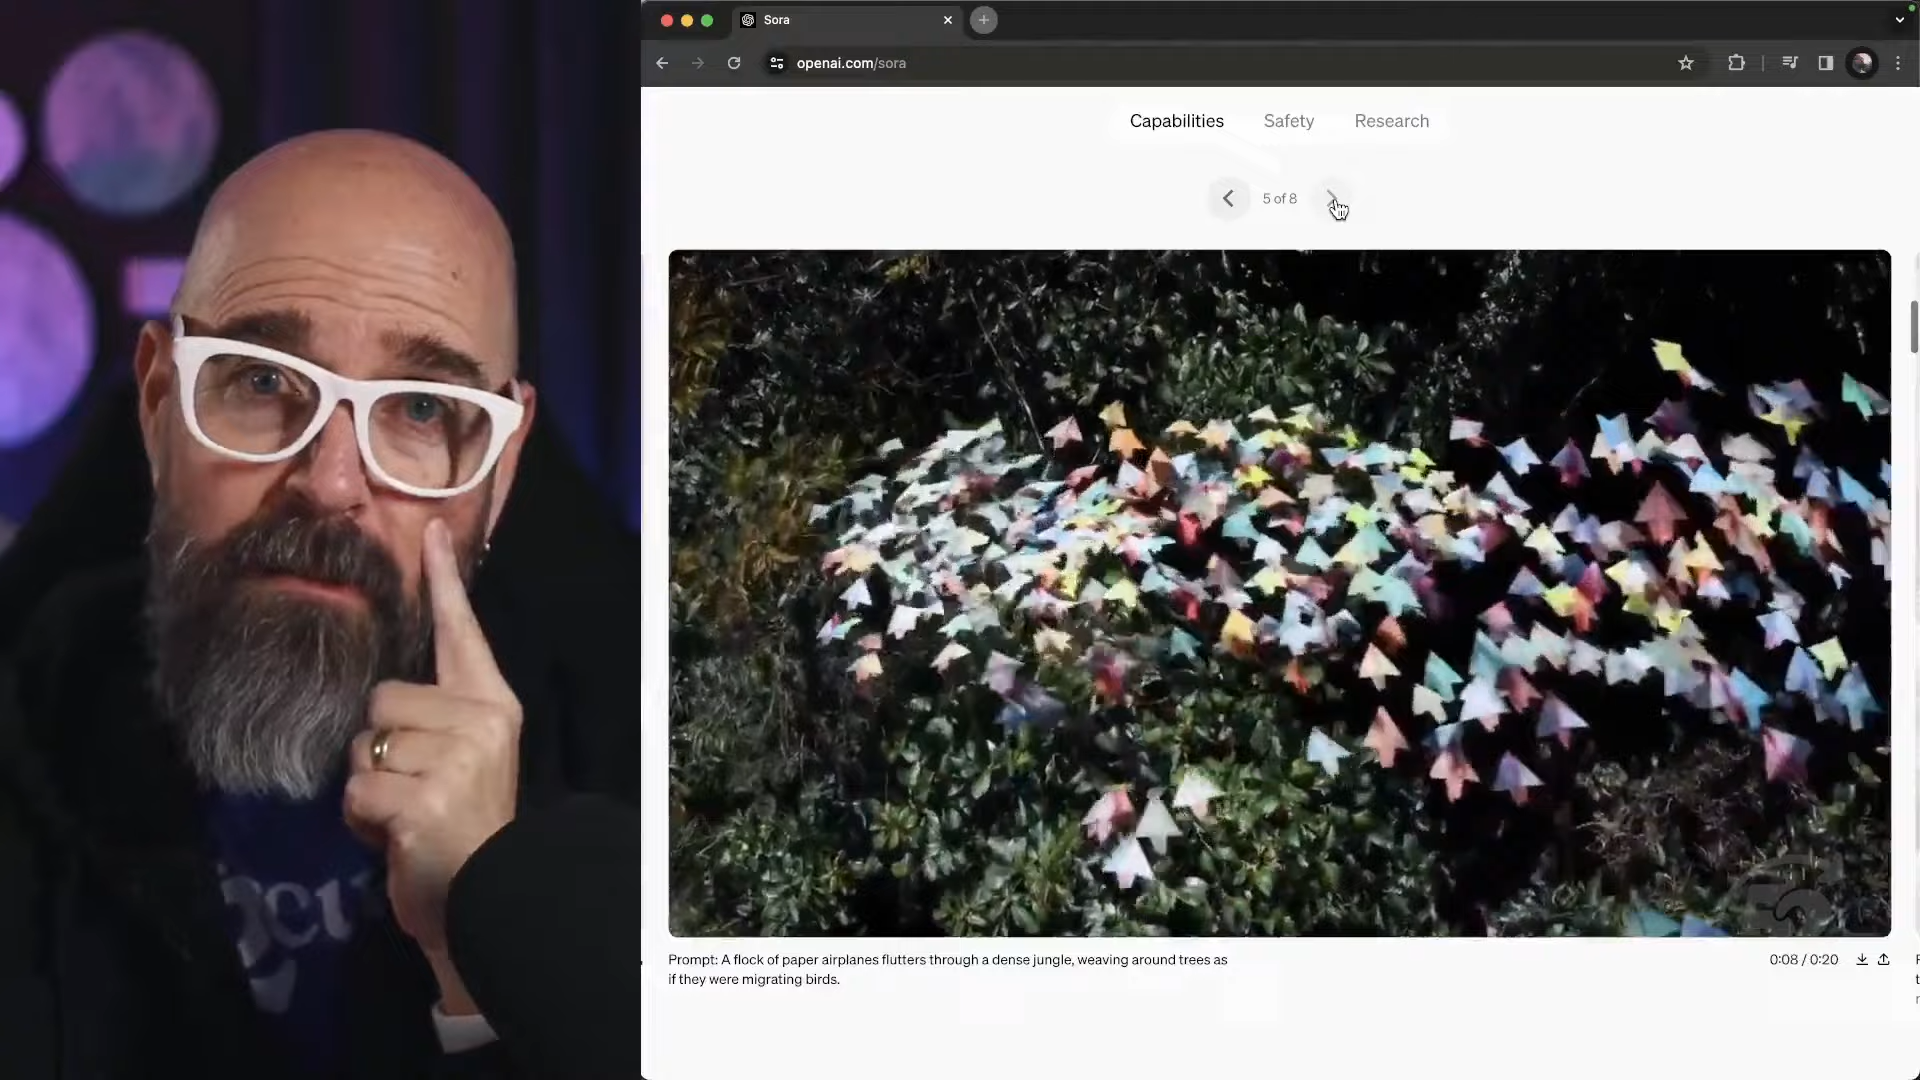 Sora
openai.com/sora
Capabilities
Safety
Research
5 of 8
Prompt: A flock of paper airplanes flutters through a dense jungle, weaving around trees as
if they were migrating birds.
0:08 / 0:20